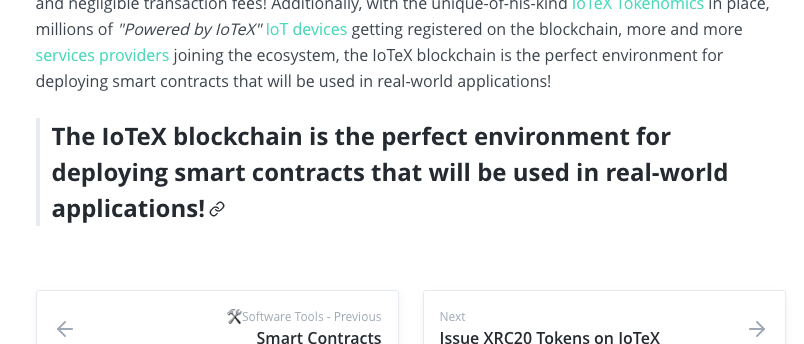 and negligible transaction fees! Additionally, with the unique-of-his-kind IoTeX Tokenomics in place,
millions of "Powered by IoTeX" IoT devices getting registered on the blockchain, more and more
services providers joining the ecosystem, the IoTeX blockchain is the perfect environment for
deploying smart contracts that will be used in real-world applications!
The IoTeX blockchain is the perfect environment for
deploying smart contracts that will be used in real-world
applications!
Software Tools - Previous
Smart Contracts
Next
Issue XRC20 Tokens on IoTeX